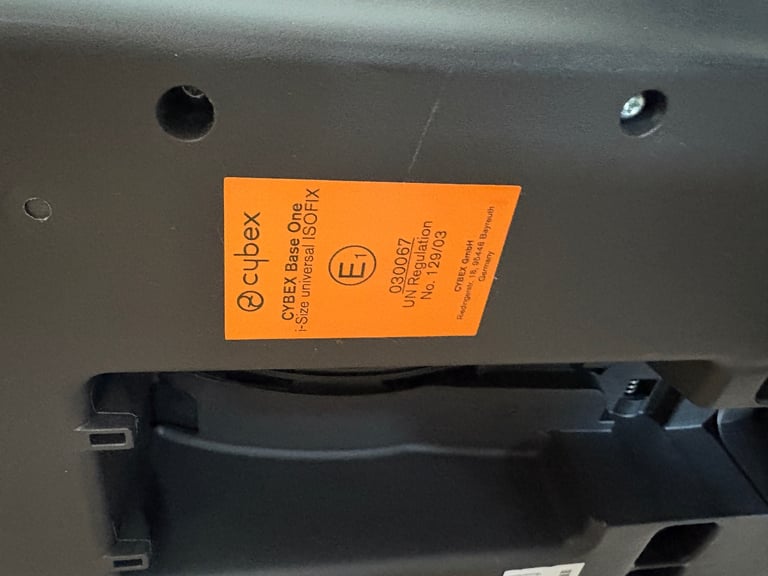 cybex
CYBEX Base One
i-Size universal ISOFIX
E1
030067
UN Regulation
No. 129/03
CYBEX GmbH
Riedingerstr. 18, 95448 Bayreuth
Germany